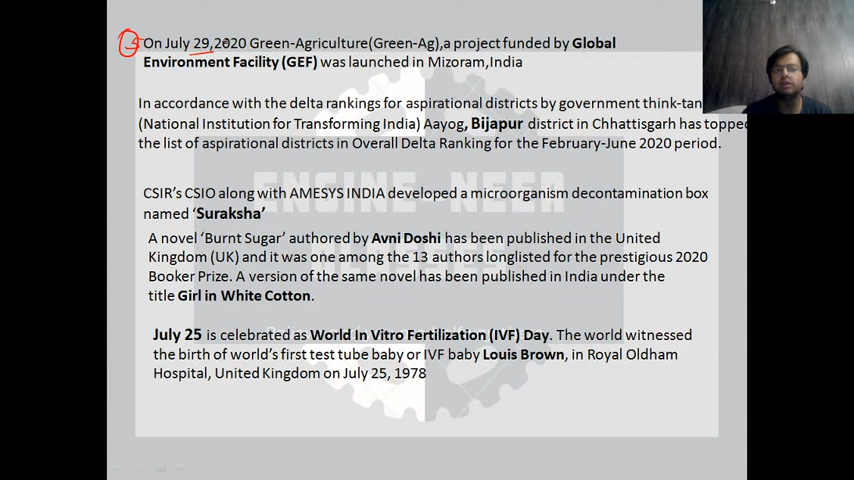 On July 29,2020 Green-Agriculture(Green-Ag),a project funded by Global
Environment Facility (GEF) was launched in Mizoram,India
In accordance with the delta rankings for aspirational districts by government think-tan
(National Institution for Transforming India) Aayog, Bijapur district in Chhattisgarh has topped
the list of aspirational districts in Overall Delta Ranking for the February-June 2020 period.
CSIR's CSIO along with AMESYS INDIA developed a microorganism decontamination box
named 'Suraksha'
A novel 'Burnt Sugar' authored by Avni Doshi has been published in the United
Kingdom (UK) and it was one among the 13 authors longlisted for the prestigious 2020
Booker Prize. A version of the same novel has been published in India under the
title Girl in White Cotton.
July 25 is celebrated as World In Vitro Fertilization (IVF) Day. The world witnessed
the birth of world's first test tube baby or IVF baby Louis Brown, in Royal Oldham
Hospital, United Kingdom on July 25, 1978
ENGINE-NEER